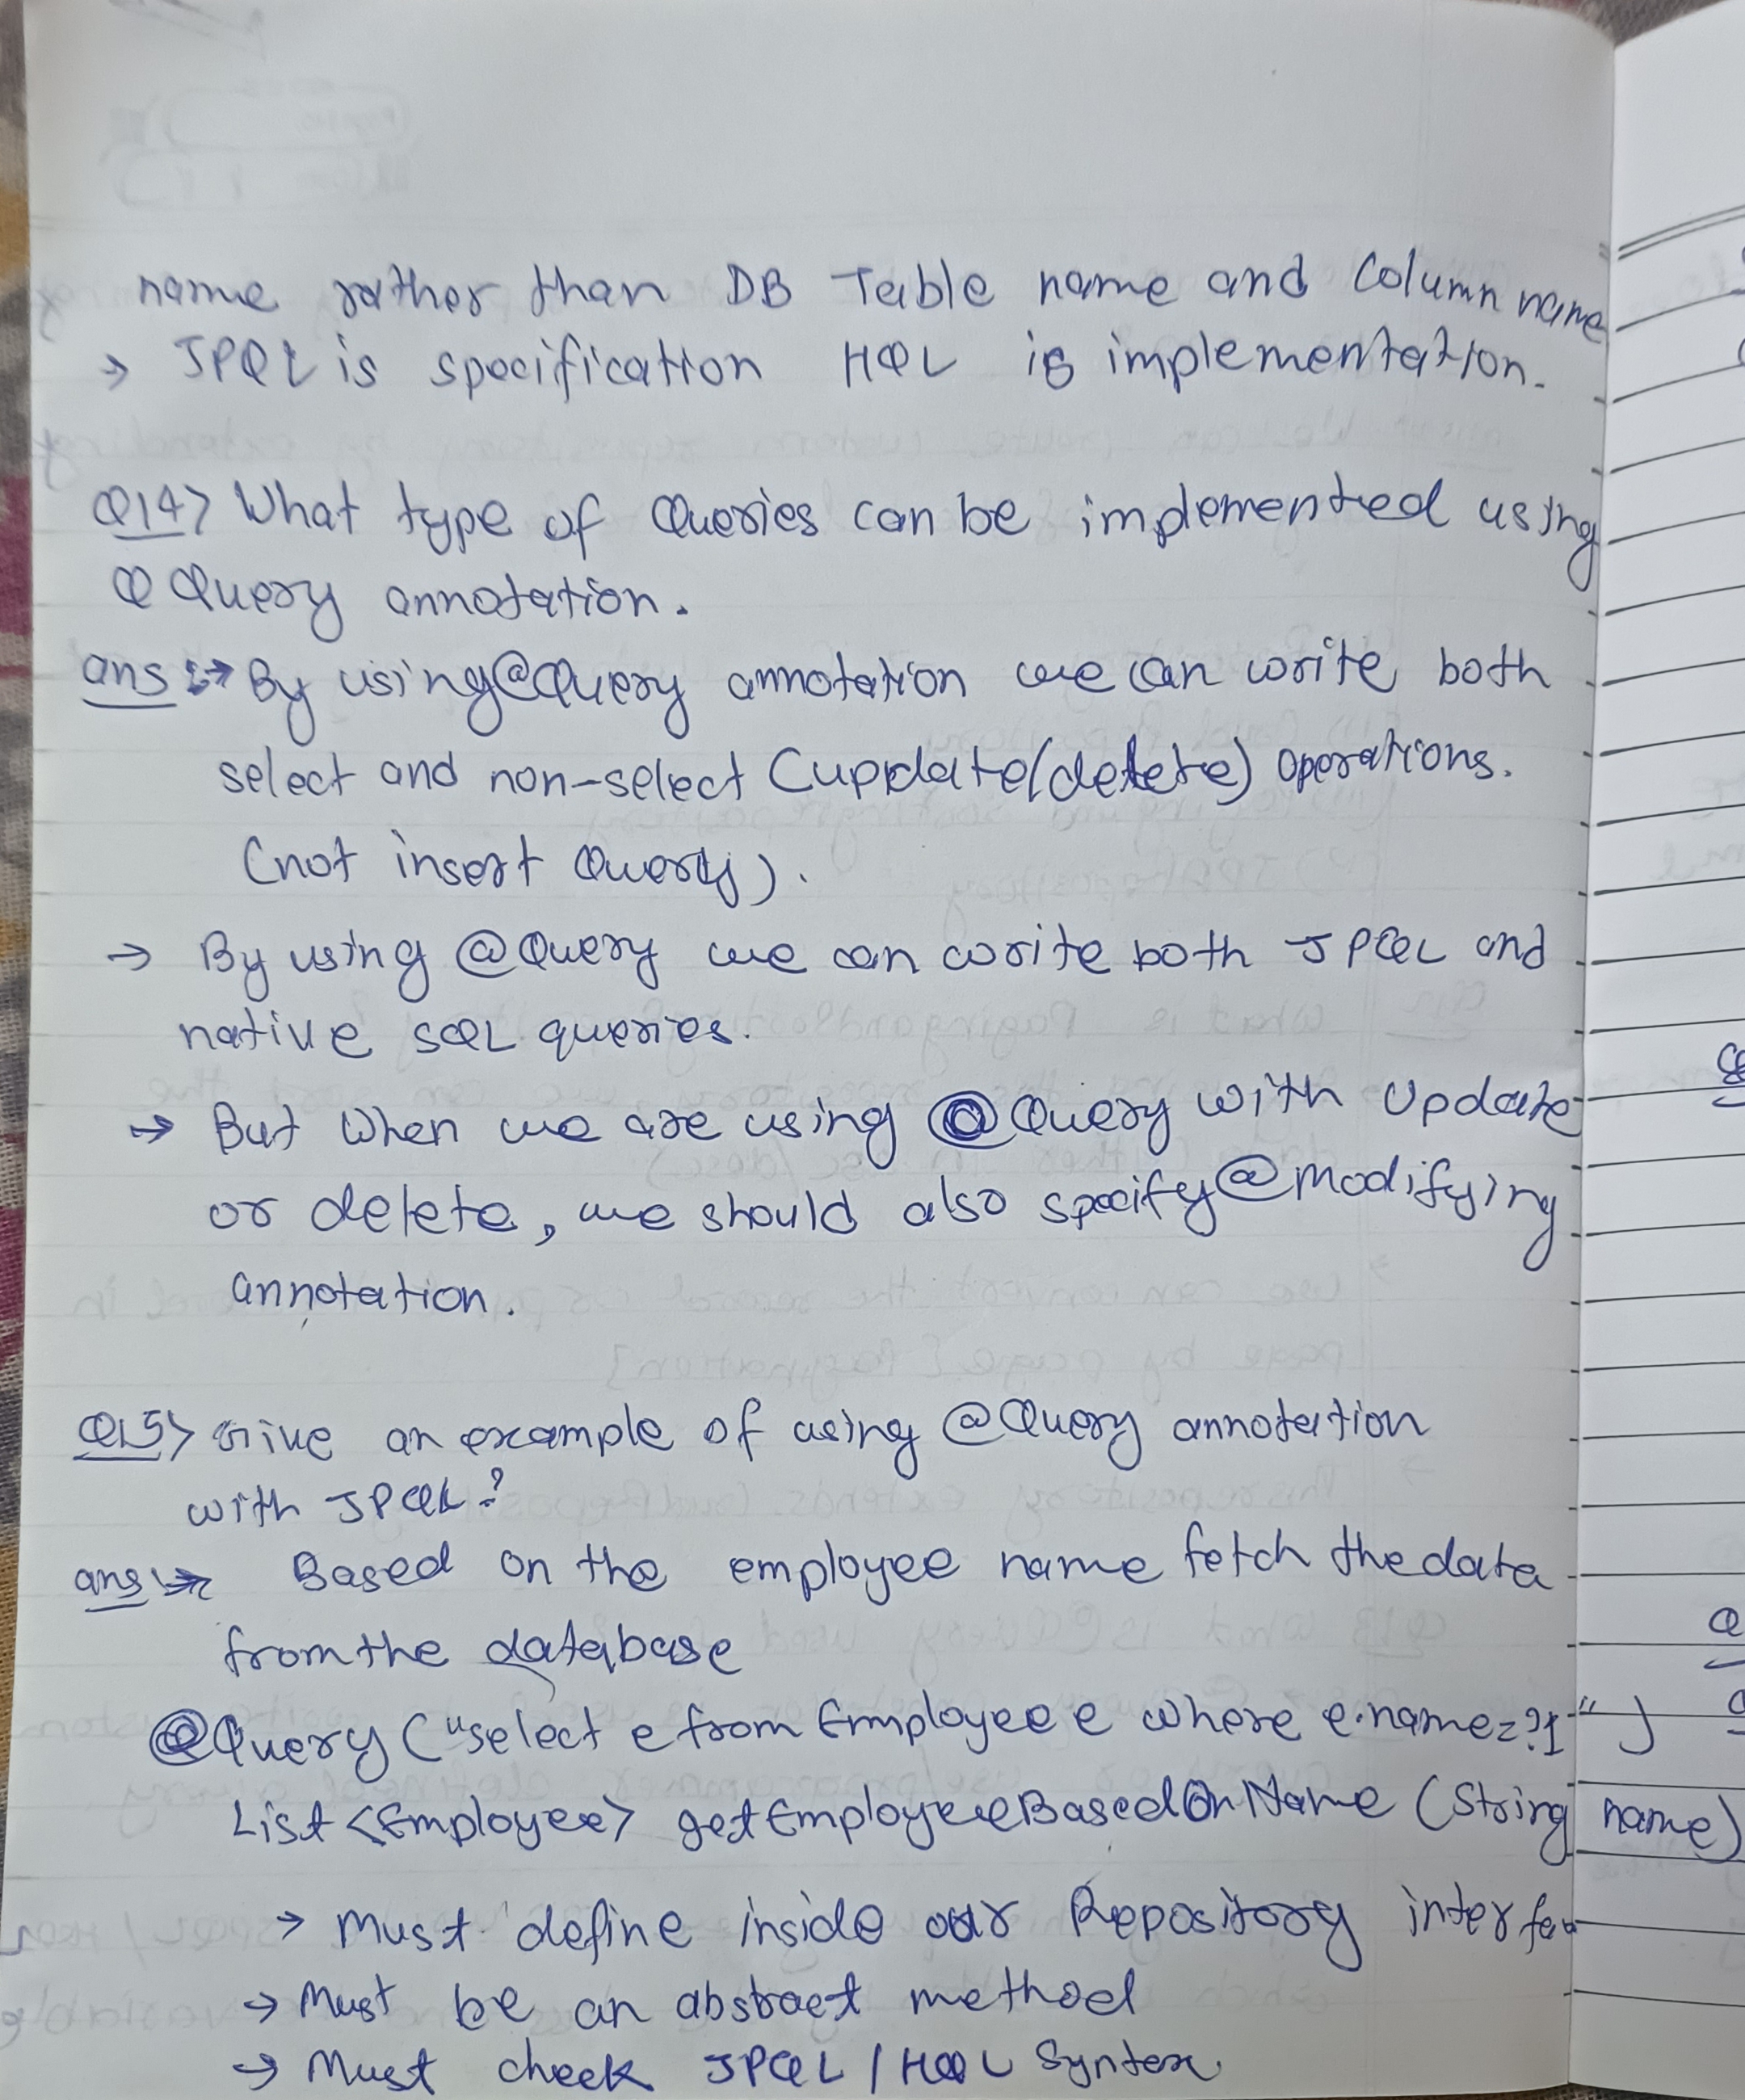 name rather than DB Table name and Column name
→ JPQL is specification HQL is implementation.
Q14> What type of Queries can be implemented using
@ Query annotation.
ans :→ By using @Query annotation we can write both
select and non-select (update/delete) operations.
(not insert Query).
→ By using @Query we can write both JPQL and
native SQL queries.
→ But When we are using @Query with Update
or delete, we should also specify @Modifying
annotation.
Q15> Give an example of using @Query annotation
with JPQL?
ans :→ Based on the employee name fetch the data
from the database
@Query ("select e from Employee e where e.name=?1")
List <Employee> getEmployeeBasedOnName (String name)
→ Must define inside our Repository interfa
→ Must be an abstract method
→ Must check JPQL / HQL Syntex